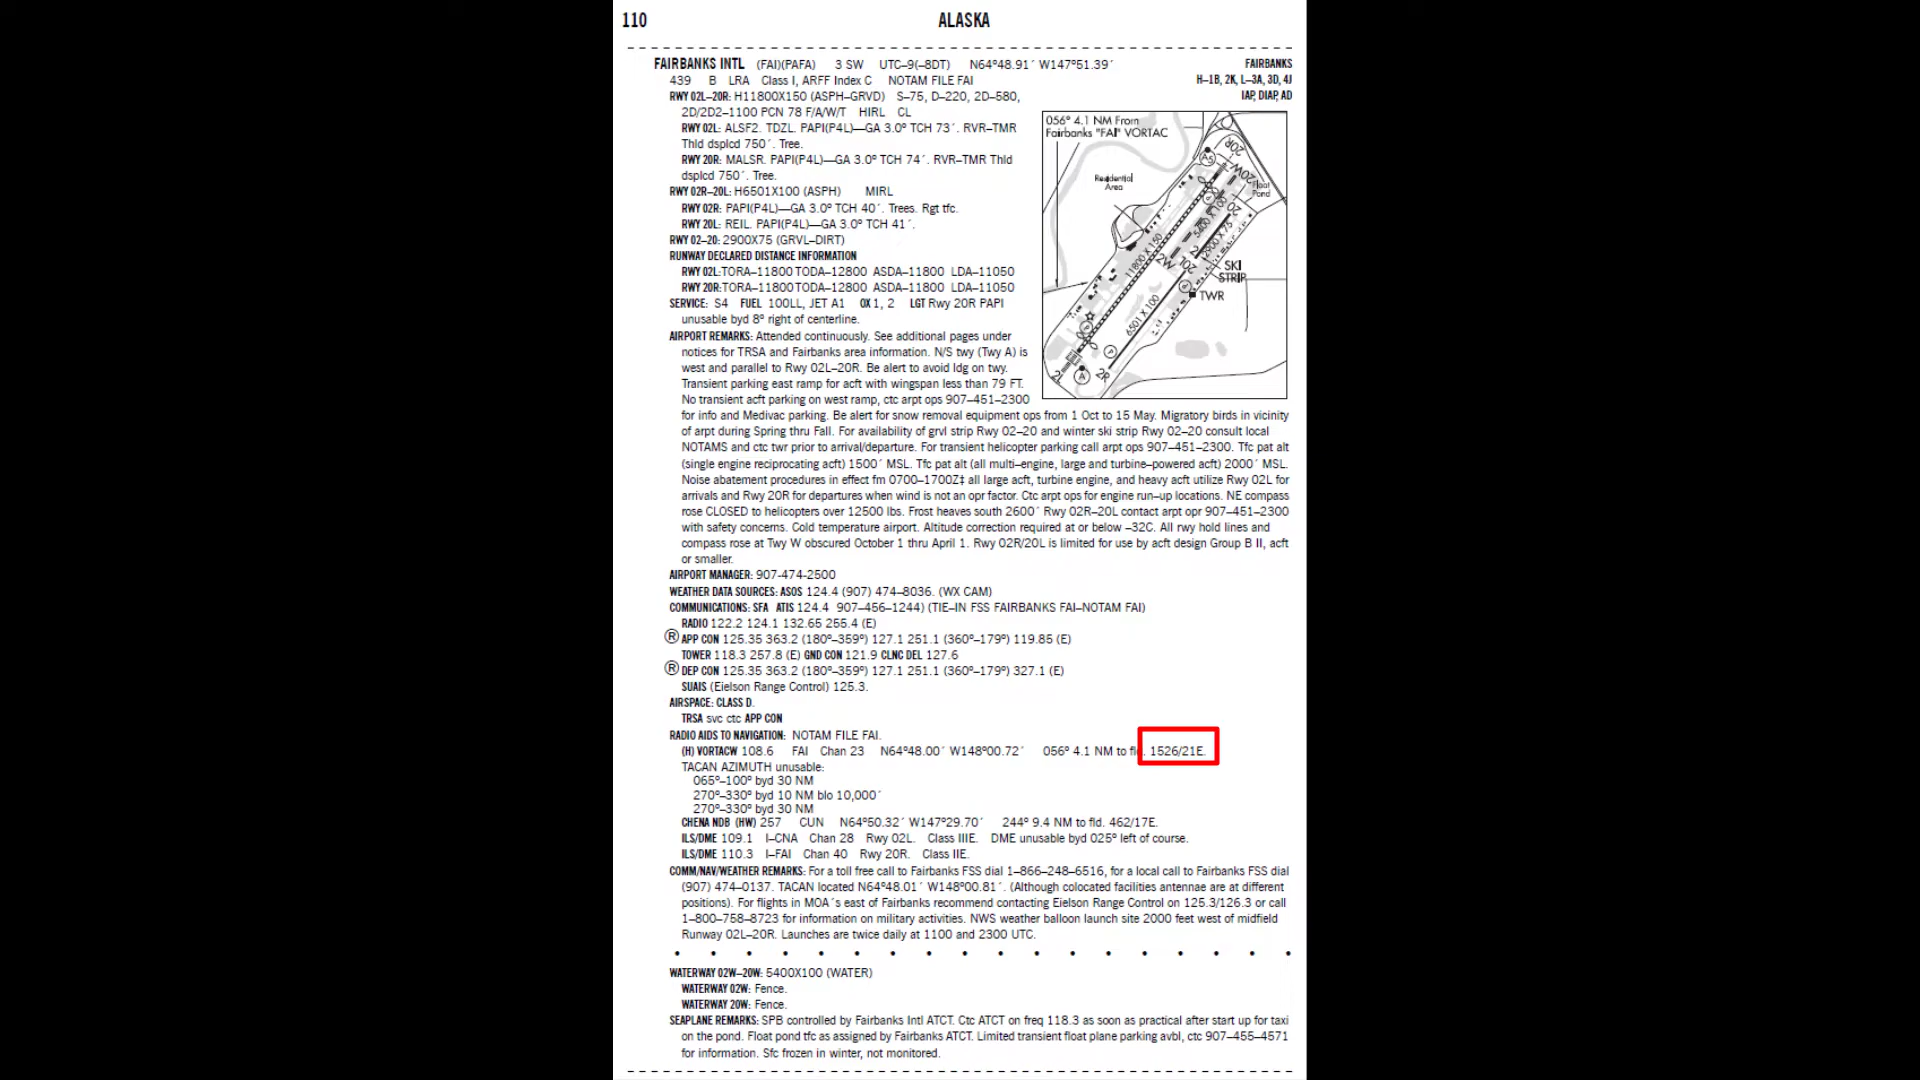 110 ALASKA
FAIRBANKS INTL (FAI)(PAFA) 3 SW UTC–9(–8DT) N64°48.91´ W147°51.39´ FAIRBANKS
439 B LRA Class I, ARFF Index C NOTAM FILE FAI H–1B, 2K, L–3A, 3D, 4J
IAP, DIAP, AD
RWY 02L–20R: H11800X150 (ASPH–GRVD) S–75, D–220, 2D–580,
2D/2D2–1100 PCN 78 F/A/W/T HIRL CL
RWY 02L: ALSF2. TDZL. PAPI(P4L)—GA 3.0° TCH 73´. RVR–TMR
Thld dsplcd 750´. Tree.
RWY 20R: MALSR. PAPI(P4L)—GA 3.0° TCH 74´. RVR–TMR Thld
dsplcd 750´. Tree.
RWY 02R–20L: H6501X100 (ASPH) MIRL
RWY 02R: PAPI(P4L)—GA 3.0° TCH 40´. Trees. Rgt tfc.
RWY 20L: REIL. PAPI(P4L)—GA 3.0° TCH 41´.
RWY 02–20: 2900X75 (GRVL–DIRT)
RUNWAY DECLARED DISTANCE INFORMATION
RWY 02L:TORA–11800 TODA–12800 ASDA–11800 LDA–11050
RWY 20R:TORA–11800 TODA–12800 ASDA–11800 LDA–11050
SERVICE: S4 FUEL 100LL, JET A1 OX 1, 2 LGT Rwy 20R PAPI
unusable byd 8° right of centerline.
AIRPORT REMARKS: Attended continuously. See additional pages under
notices for TRSA and Fairbanks area information. N/S twy (Twy A) is
west and parallel to Rwy 02L–20R. Be alert to avoid ldg on twy.
Transient parking east ramp for acft with wingspan less than 79 FT.
No transient acft parking on west ramp, ctc arpt ops 907–451–2300
056° 4.1 NM From
Fairbanks "FAI" VORTAC
Residential
Area
A5
20R
20W
Float
Pond
20
5400 X 100
2900 X 75
2
2W
20L
11800 X 150
SKI
STRIP
TWR
6501 X 100
P
2L
A
2R
for info and Medivac parking. Be alert for snow removal equipment ops from 1 Oct to 15 May. Migratory birds in vicinity
of arpt during Spring thru Fall. For availability of grvl strip Rwy 02–20 and winter ski strip Rwy 02–20 consult local
NOTAMS and ctc twr prior to arrival/departure. For transient helicopter parking call arpt ops 907–451–2300. Tfc pat alt
(single engine reciprocating acft) 1500´ MSL. Tfc pat alt (all multi–engine, large and turbine–powered acft) 2000´ MSL.
Noise abatement procedures in effect fm 0700–1700Z‡ all large acft, turbine engine, and heavy acft utilize Rwy 02L for
arrivals and Rwy 20R for departures when wind is not an opr factor. Ctc arpt ops for engine run–up locations. NE compass
rose CLOSED to helicopters over 12500 lbs. Frost heaves south 2600´ Rwy 02R–20L contact arpt opr 907–451–2300
with safety concerns. Cold temperature airport. Altitude correction required at or below –32C. All rwy hold lines and
compass rose at Twy W obscured October 1 thru April 1. Rwy 02R/20L is limited for use by acft design Group B II, acft
or smaller.
AIRPORT MANAGER: 907-474-2500
WEATHER DATA SOURCES: ASOS 124.4 (907) 474–8036. (WX CAM)
COMMUNICATIONS: SFA ATIS 124.4 907–456–1244) (TIE–IN FSS FAIRBANKS FAI–NOTAM FAI)
RADIO 122.2 124.1 132.65 255.4 (E)
Ⓡ APP CON 125.35 363.2 (180°–359°) 127.1 251.1 (360°–179°) 119.85 (E)
TOWER 118.3 257.8 (E) GND CON 121.9 CLNC DEL 127.6
Ⓡ DEP CON 125.35 363.2 (180°–359°) 127.1 251.1 (360°–179°) 327.1 (E)
SUAIS (Eielson Range Control) 125.3.
AIRSPACE: CLASS D.
TRSA svc ctc APP CON
RADIO AIDS TO NAVIGATION: NOTAM FILE FAI.
(H) VORTACW 108.6 FAI Chan 23 N64°48.00´ W148°00.72´ 056° 4.1 NM to fld. 1526/21E.
TACAN AZIMUTH unusable:
065°–100° byd 30 NM
270°–330° byd 10 NM blo 10,000´
270°–330° byd 30 NM
CHENA NDB (HW) 257 CUN N64°50.32´ W147°29.70´ 244° 9.4 NM to fld. 462/17E.
ILS/DME 109.1 I–CNA Chan 28 Rwy 02L. Class IIIE. DME unusable byd 025° left of course.
ILS/DME 110.3 I–FAI Chan 40 Rwy 20R. Class IIE.
COMM/NAV/WEATHER REMARKS: For a toll free call to Fairbanks FSS dial 1–866–248–6516, for a local call to Fairbanks FSS dial
(907) 474–0137. TACAN located N64°48.01´ W148°00.81´. (Although colocated facilities antennae are at different
positions). For flights in MOA´s east of Fairbanks recommend contacting Eielson Range Control on 125.3/126.3 or call
1–800–758–8723 for information on military activities. NWS weather balloon launch site 2000 feet west of midfield
Runway 02L–20R. Launches are twice daily at 1100 and 2300 UTC.
WATERWAY 02W–20W: 5400X100 (WATER)
WATERWAY 02W: Fence.
WATERWAY 20W: Fence.
SEAPLANE REMARKS: SPB controlled by Fairbanks Intl ATCT. Ctc ATCT on freq 118.3 as soon as practical after start up for taxi
on the pond. Float pond tfc as assigned by Fairbanks ATCT. Limited transient float plane parking avbl, ctc 907–455–4571
for information. Sfc frozen in winter, not monitored.